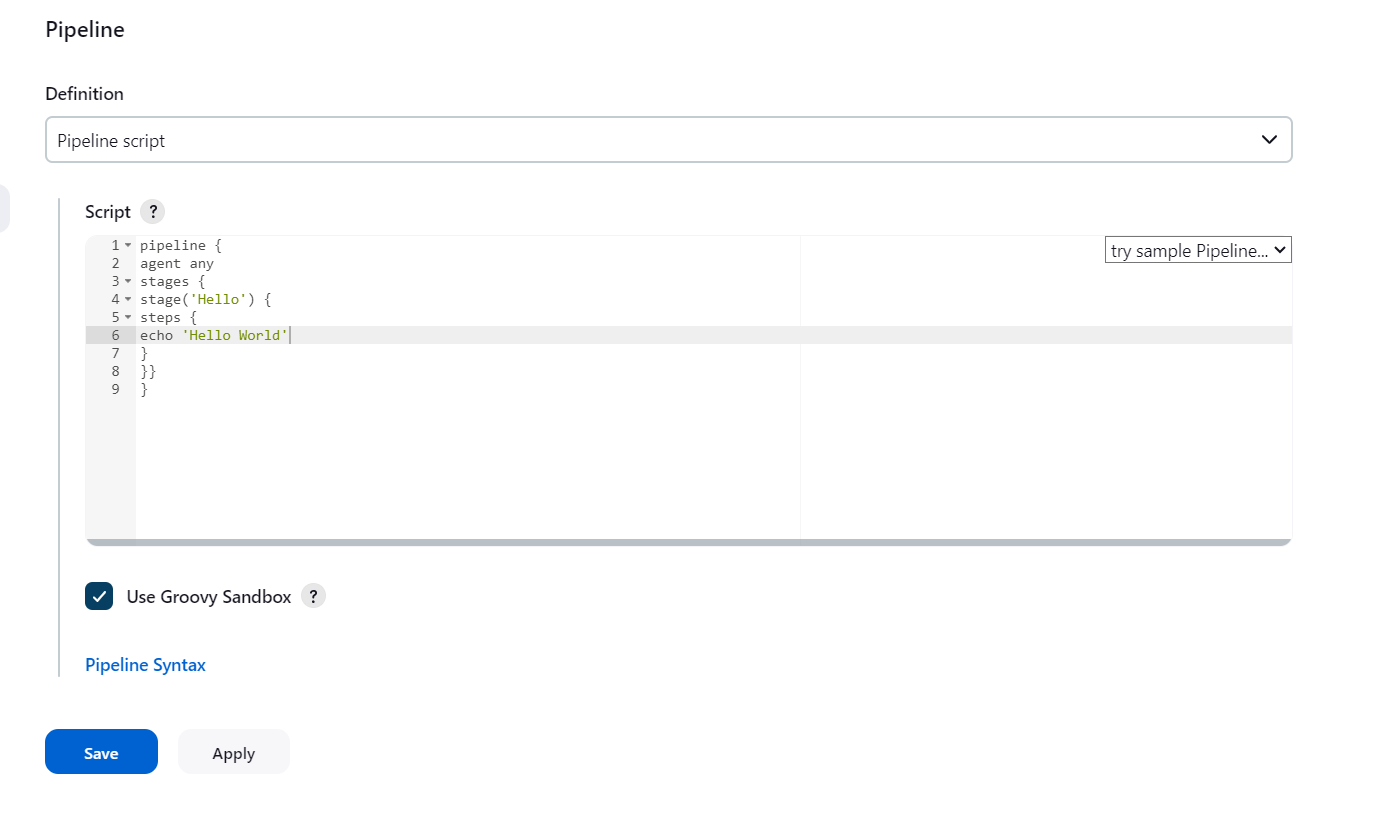 Pipeline
Definition
Pipeline script
Script ?
try sample Pipeline...
1 pipeline {
2 agent any
3 stages {
4 stage('Hello') {
5 steps {
6 echo 'Hello World'
7 }
8 }}
9 }
Use Groovy Sandbox ?
Pipeline Syntax
Save Apply